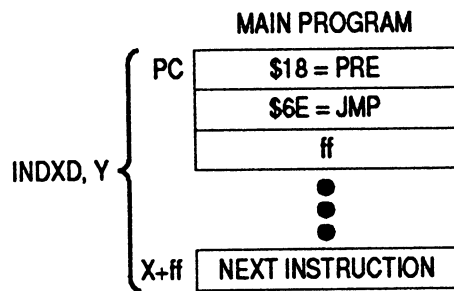 MAIN PROGRAM
PC $18 = PRE
$6E = JMP
ff
INDXD, Y
X+ff NEXT INSTRUCTION